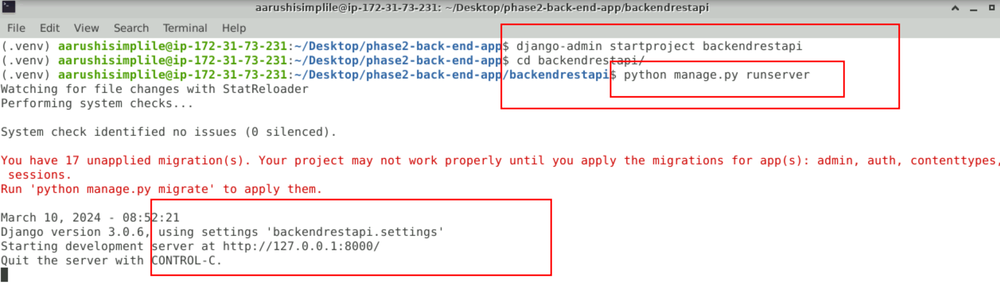 aarushisimplile@ip-172-31-73-231: ~/Desktop/phase2-back-end-app/backendrestapi
File Edit View Search Terminal Help
(.venv) aarushisimplile@ip-172-31-73-231:~/Desktop/phase2-back-end-app$ django-admin startproject backendrestapi
(.venv) aarushisimplile@ip-172-31-73-231:~/Desktop/phase2-back-end-app$ cd backendrestapi/
(.venv) aarushisimplile@ip-172-31-73-231:~/Desktop/phase2-back-end-app/backendrestapi$ python manage.py runserver
Watching for file changes with StatReloader
Performing system checks...
System check identified no issues (0 silenced).
You have 17 unapplied migration(s). Your project may not work properly until you apply the migrations for app(s): admin, auth, contenttypes,
sessions.
Run 'python manage.py migrate' to apply them.
March 10, 2024 - 08:52:21
Django version 3.0.6, using settings 'backendrestapi.settings'
Starting development server at http://127.0.0.1:8000/
Quit the server with CONTROL-C.